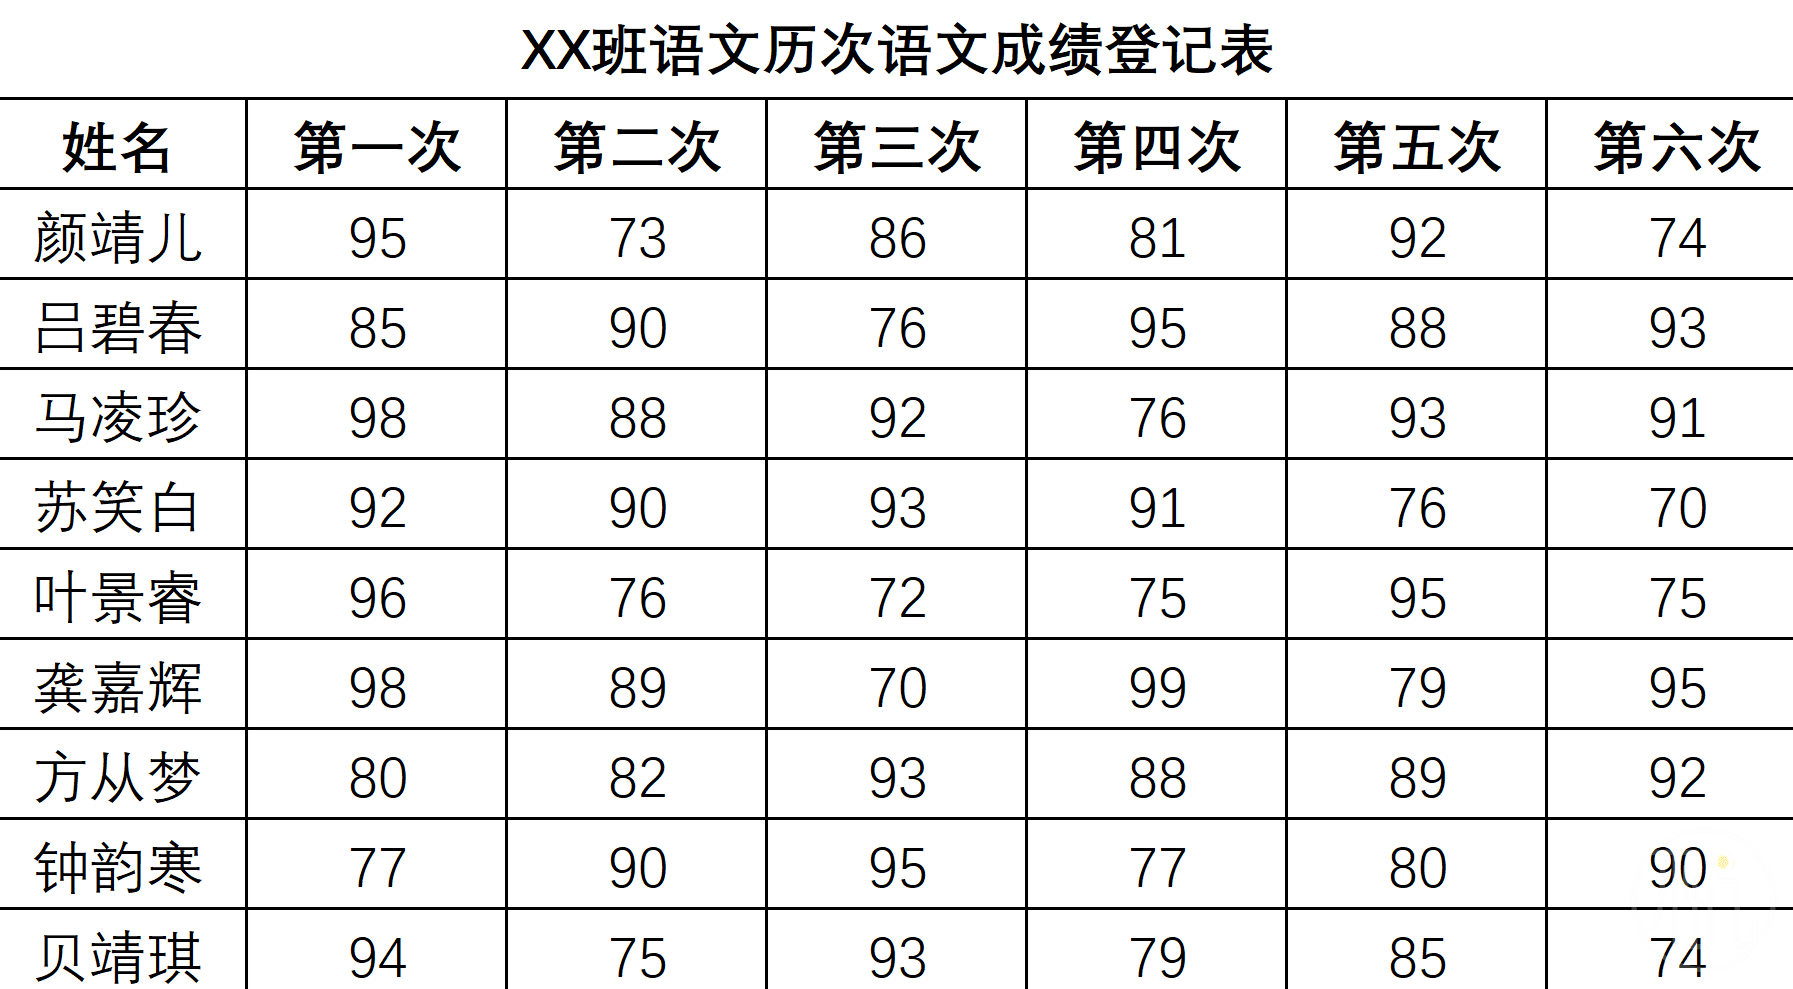 XX班语文历次语文成绩登记表
姓名 第一次 第二次 第三次 第四次 第五次 第六次
颜靖儿 95 73 86 81 92 74
吕碧春 85 90 76 95 88 93
马凌珍 98 88 92 76 93 91
苏笑白 92 90 93 91 76 70
叶景睿 96 76 72 75 95 75
龚嘉辉 98 89 70 99 79 95
方从梦 80 82 93 88 89 92
钟韵寒 77 90 95 77 80 90
贝靖琪 94 75 93 79 85 74